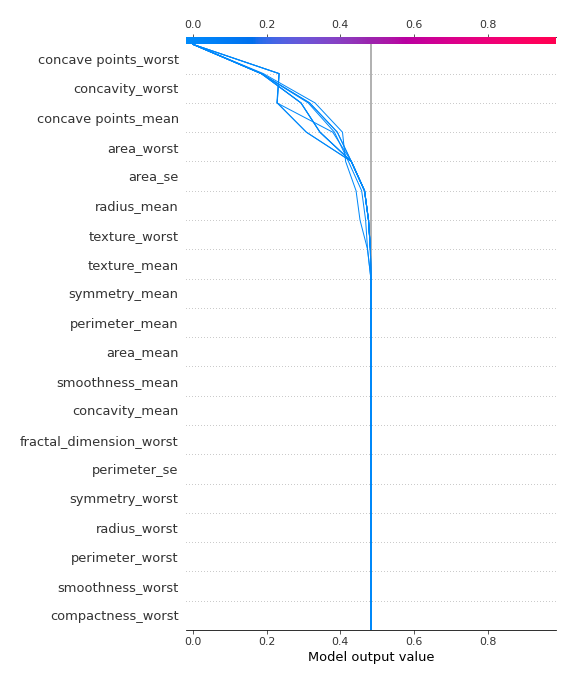 0.0 0.2 0.4 0.6 0.8
concave points_worst
concavity_worst
concave points_mean
area_worst
area_se
radius_mean
texture_worst
texture_mean
symmetry_mean
perimeter_mean
area_mean
smoothness_mean
concavity_mean
fractal_dimension_worst
perimeter_se
symmetry_worst
radius_worst
perimeter_worst
smoothness_worst
compactness_worst
0.0 0.2 0.4 0.6 0.8
Model output value